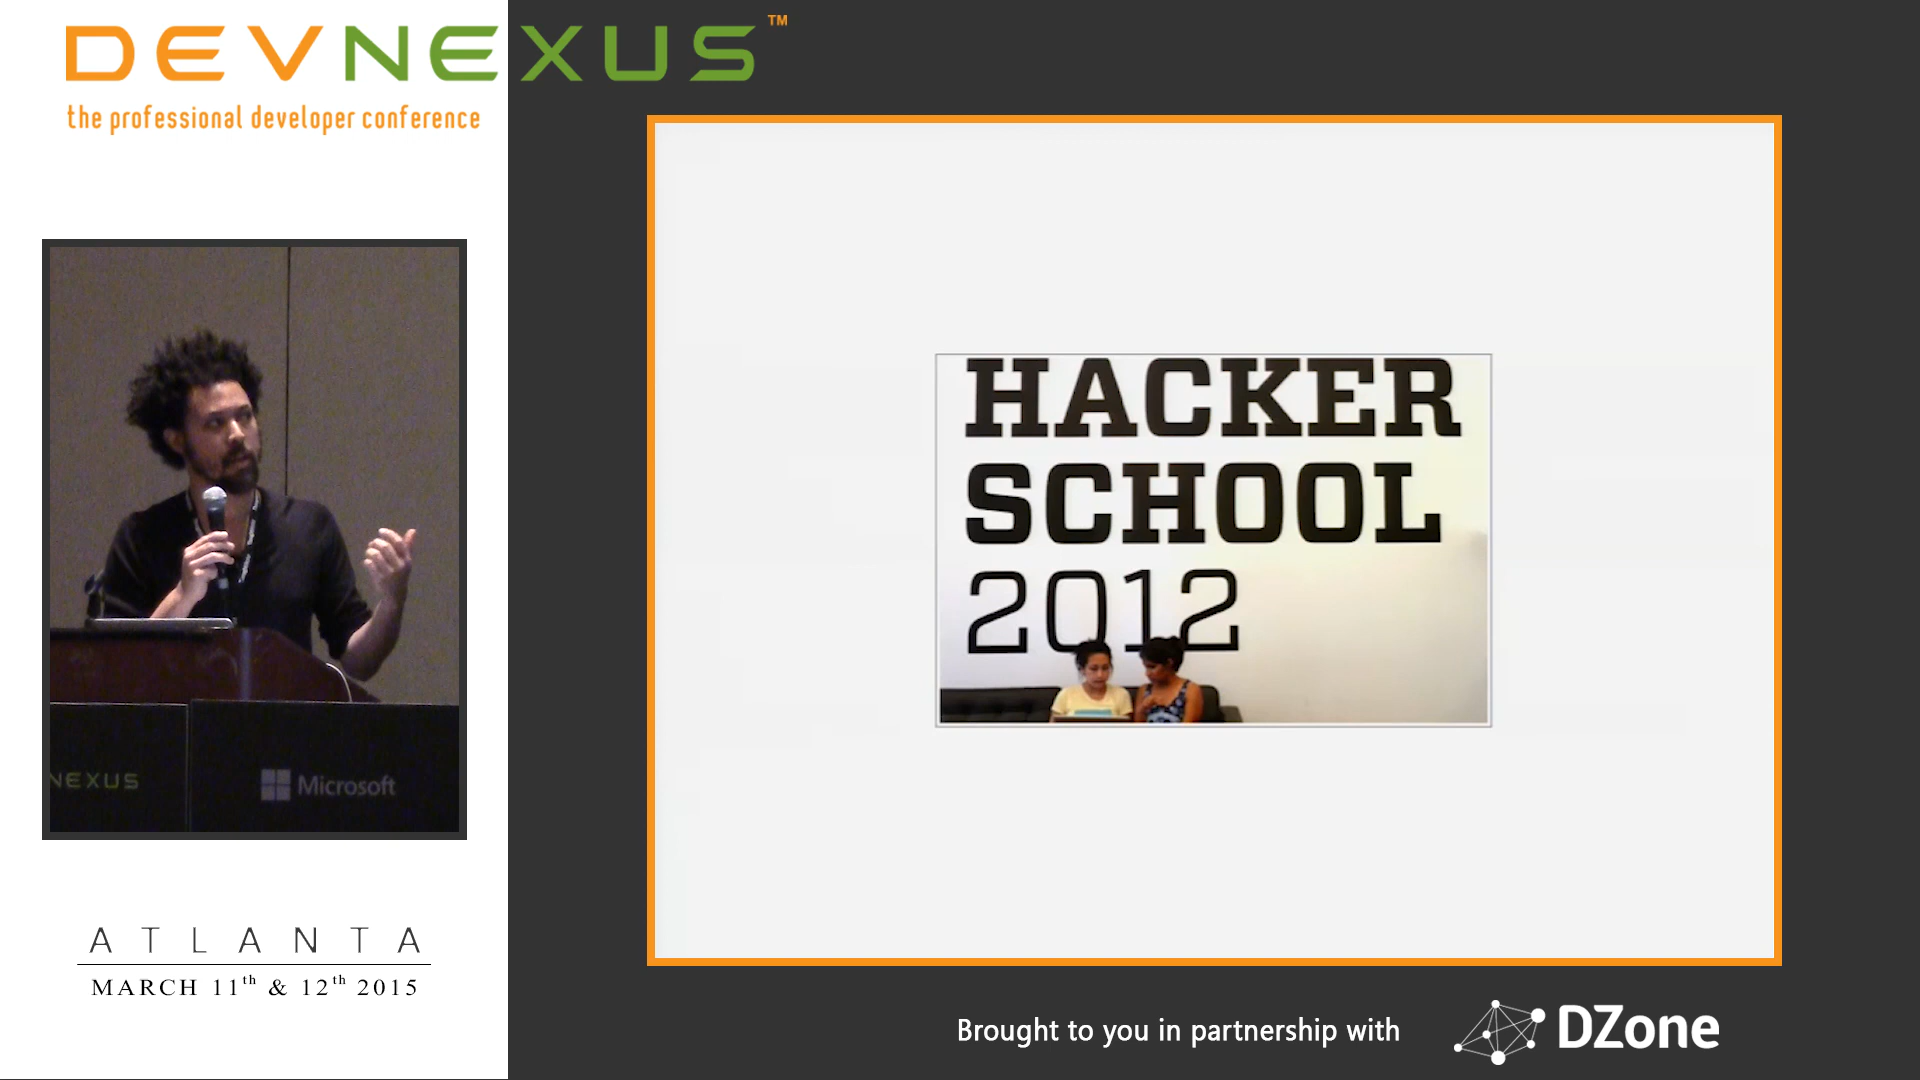 DEVNEXUS™
the professional developer conference
HACKER
SCHOOL
2012
NEXUS
Microsoft
ATLANTA
MARCH 11th & 12th 2015
Brought to you in partnership with
DZone